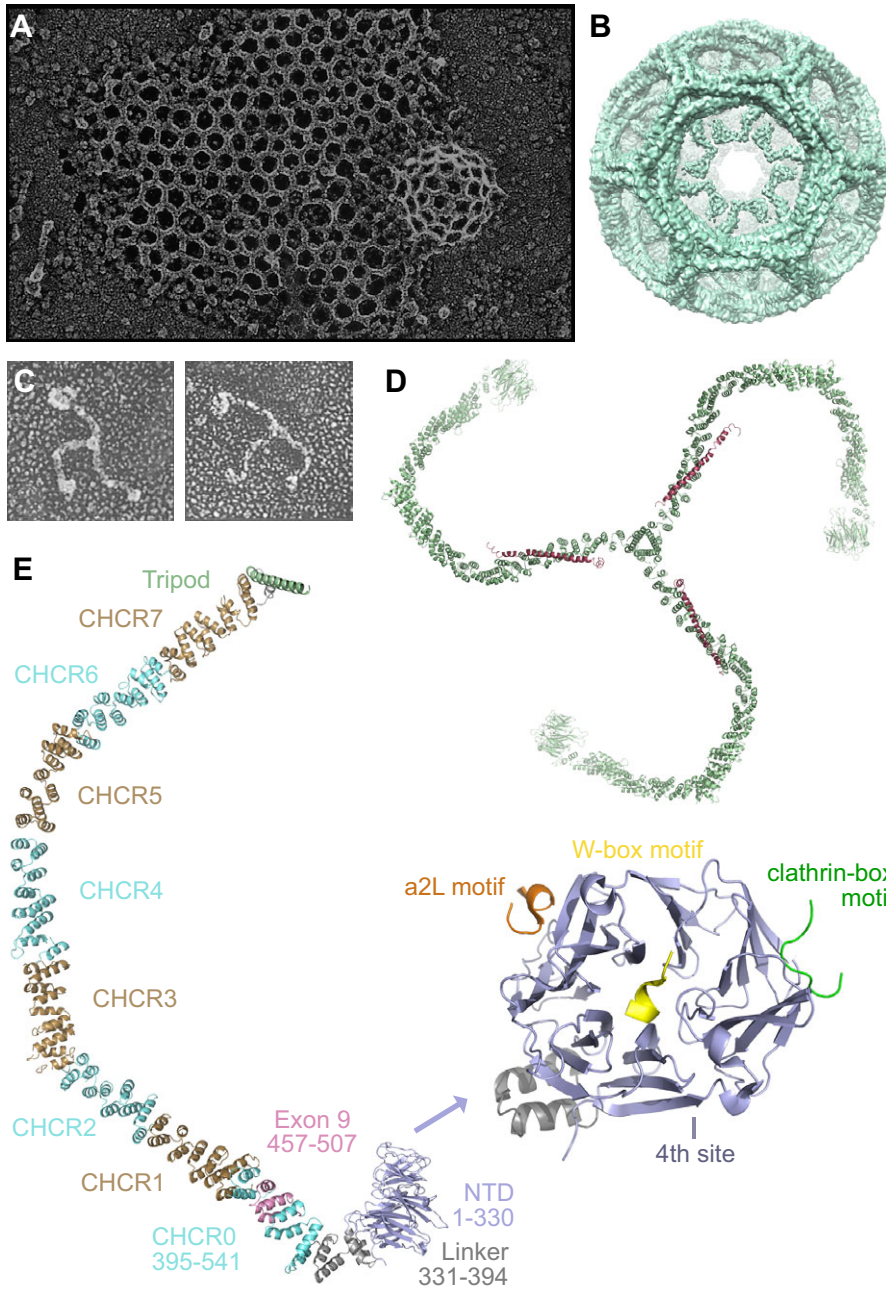 A
B
C
D
E
Tripod
CHCR7
CHCR6
CHCR5
CHCR4
CHCR3
CHCR2
CHCR1
Exon 9
457-507
CHCR0
395-541
NTD
1-330
Linker
331-394
W-box motif
a2L motif
clathrin-box
moti
4th site